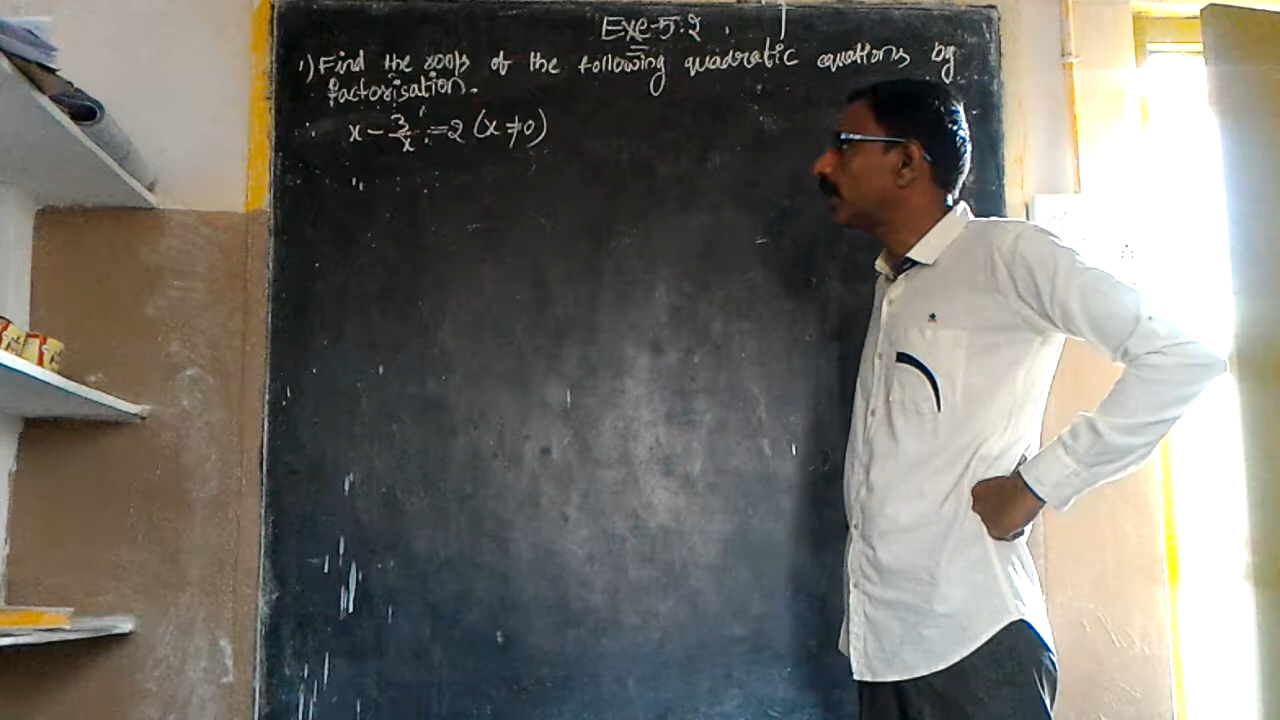 Exe-5.2
1) Find the roots of the following quadratic equations by
factorisation.
x - 3/x = 2 (x ≠ 0)